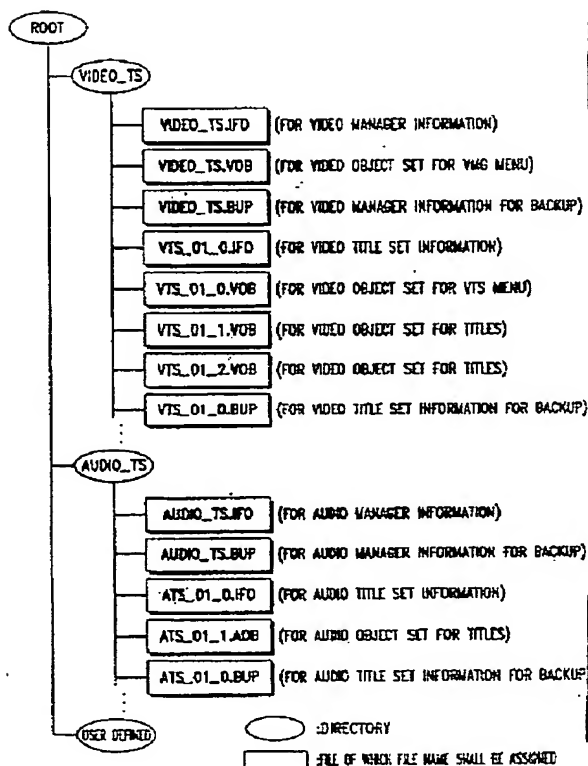 ROOT
VIDEO_TS
VIDEO_TS.IFO (FOR VIDEO MANAGER INFORMATION)
VIDEO_TS.VOB (FOR VIDEO OBJECT SET FOR VMG MENU)
VIDEO_TS.BUP (FOR VIDEO MANAGER INFORMATION FOR BACKUP)
VTS_01_0.IFO (FOR VIDEO TITLE SET INFORMATION)
VTS_01_0.VOB (FOR VIDEO OBJECT SET FOR VTS MENU)
VTS_01_1.VOB (FOR VIDEO OBJECT SET FOR TITLES)
VTS_01_2.VOB (FOR VIDEO OBJECT SET FOR TITLES)
VTS_01_0.BUP (FOR VIDEO TITLE SET INFORMATION FOR BACKUP)
AUDIO_TS
AUDIO_TS.IFO (FOR AUDIO MANAGER INFORMATION)
AUDIO_TS.BUP (FOR AUDIO MANAGER INFORMATION FOR BACKUP)
ATS_01_0.IFO (FOR AUDIO TITLE SET INFORMATION)
ATS_01_1.AOB (FOR AUDIO OBJECT SET FOR TITLES)
ATS_01_0.BUP (FOR AUDIO TITLE SET INFORMATION FOR BACKUP)
USER DEFINED
:DIRECTORY
:FILE OF WHICH FILE NAME SHALL BE ASSIGNED